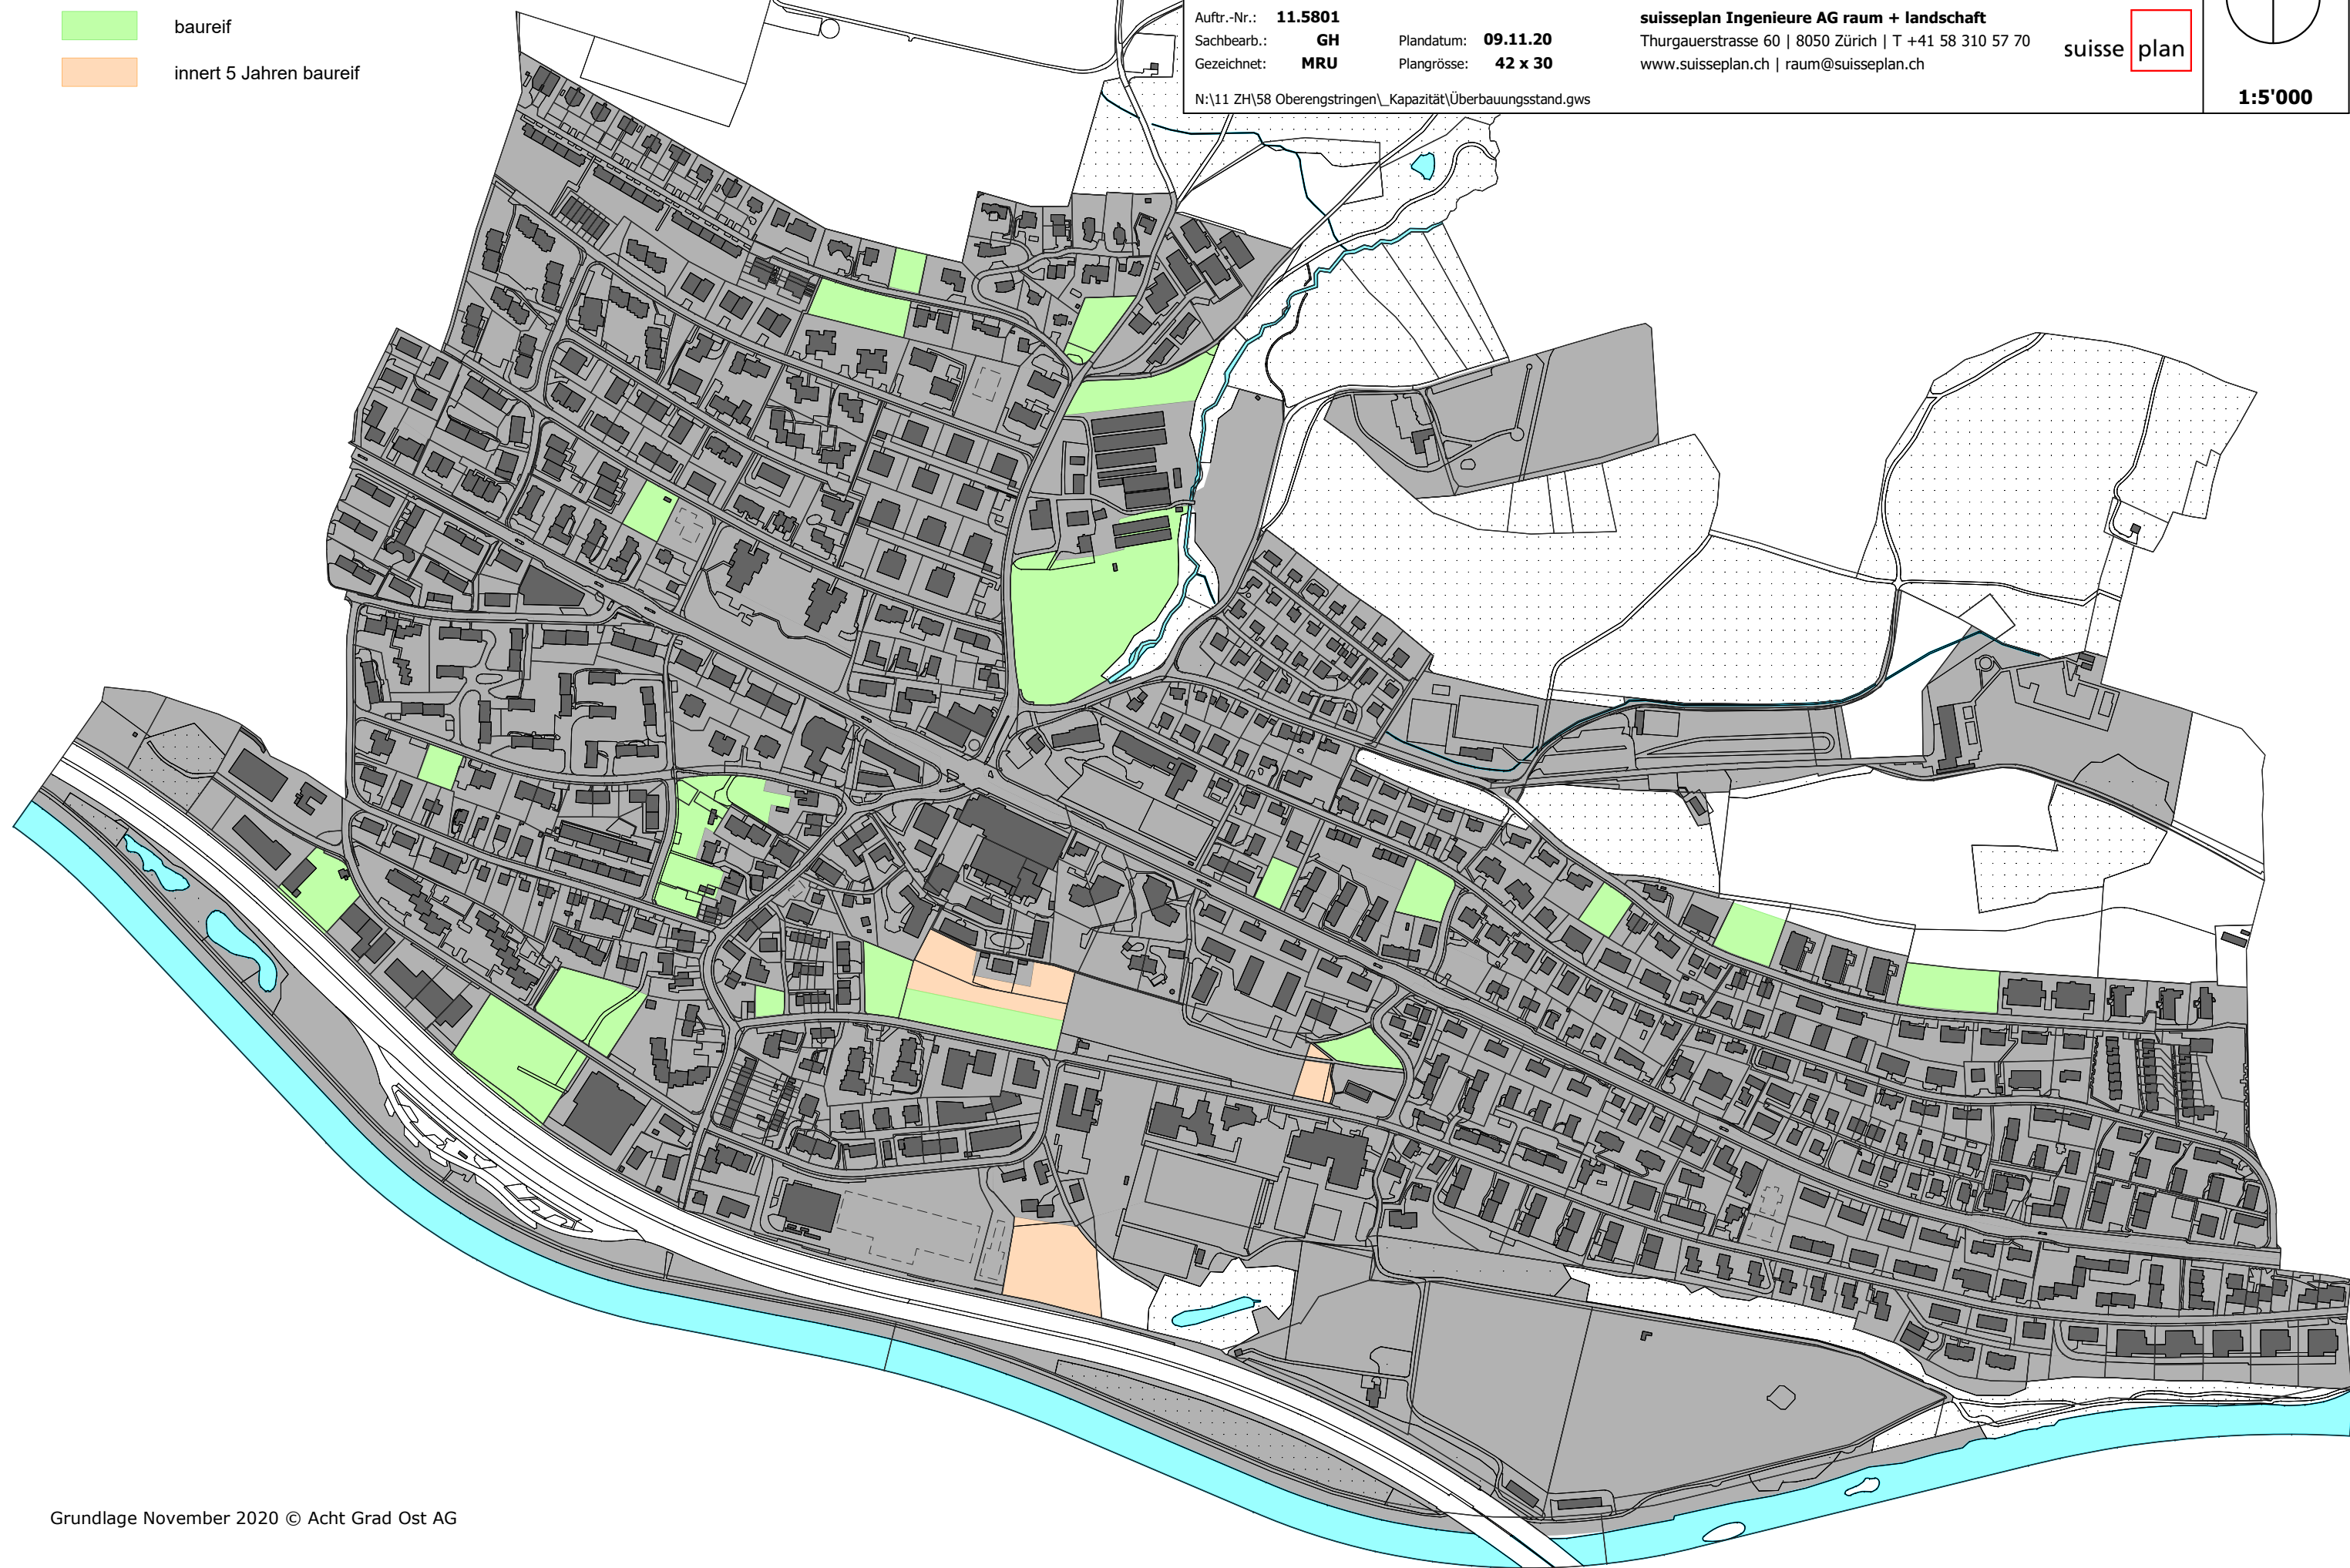 baureif
innert 5 Jahren baureif
Auftr.-Nr.: 11.5801
Sachbearb.: GH Plandatum: 09.11.20
Gezeichnet: MRU Plangrösse: 42 x 30
N:\11 ZH\58 Oberengstringen\_Kapazität\Überbauungsstand.gws
suisseplan Ingenieure AG raum + landschaft
Thurgauerstrasse 60 | 8050 Zürich | T +41 58 310 57 70
www.suisseplan.ch | raum@suisseplan.ch
suisse plan
1:5'000
Grundlage November 2020 © Acht Grad Ost AG